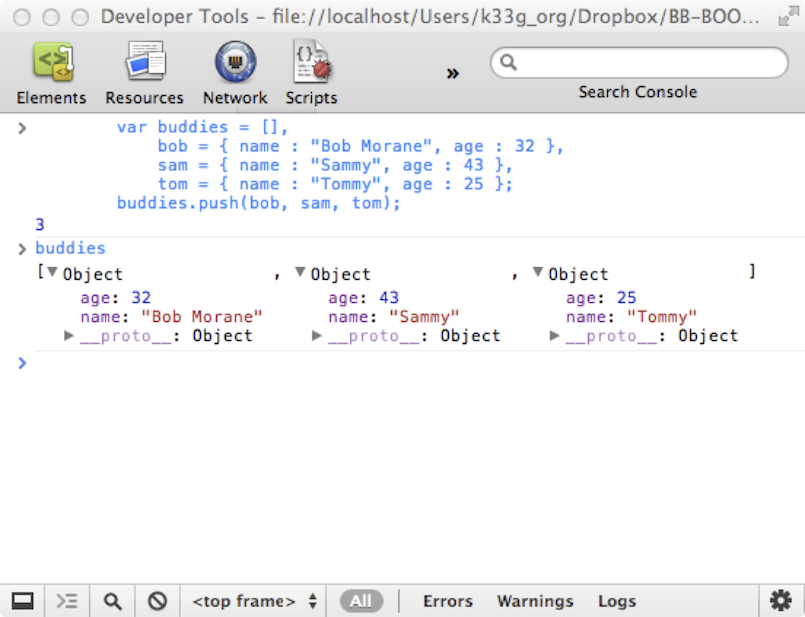 Developer Tools – file://localhost/Users/k33g_org/Dropbox/BB-BOO...
Elements Resources Network Scripts » Search Console
> var buddies = [],
bob = { name : "Bob Morane", age : 32 },
sam = { name : "Sammy", age : 43 },
tom = { name : "Tommy", age : 25 };
buddies.push(bob, sam, tom);
3
> buddies
[▼Object , ▼Object , ▼Object ]
age: 32 age: 43 age: 25
name: "Bob Morane" name: "Sammy" name: "Tommy"
▶__proto__: Object ▶__proto__: Object ▶__proto__: Object
>
<top frame> All Errors Warnings Logs